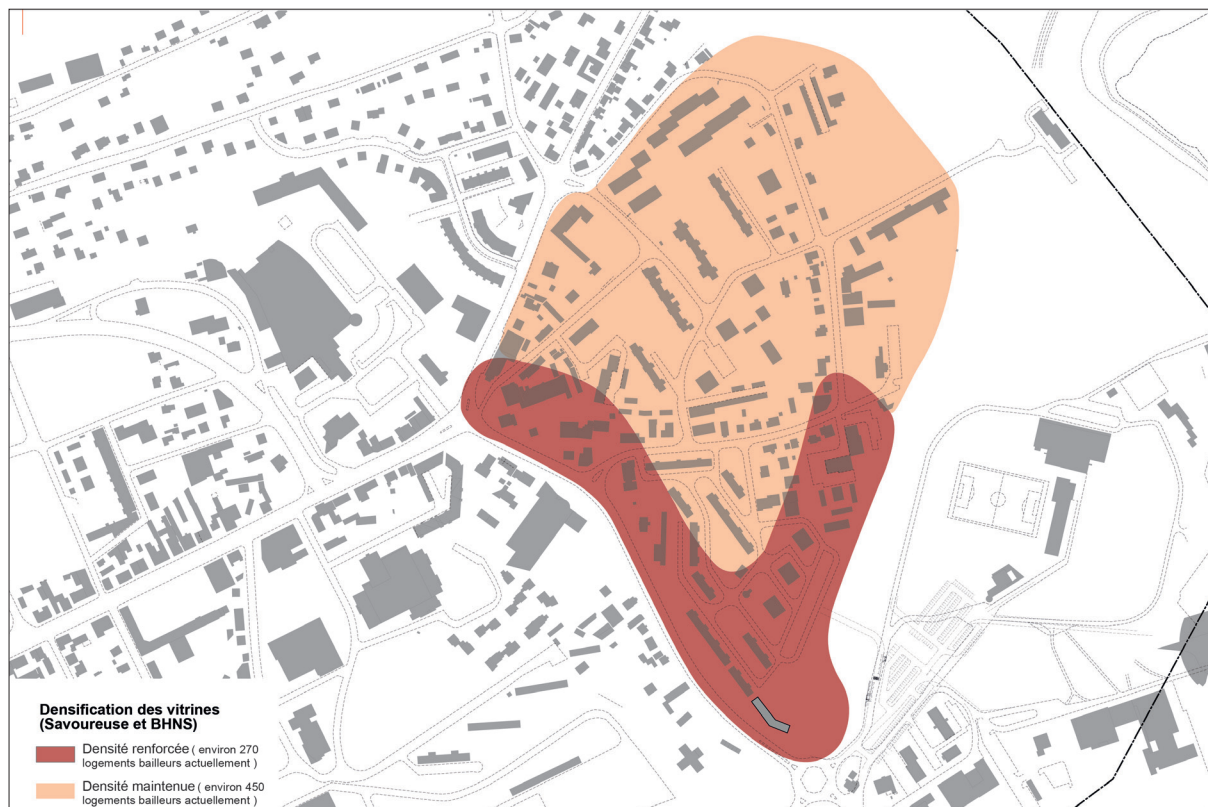 Densification des vitrines
(Savoureuse et BHNS)
Densité renforcée ( environ 270
logements bailleurs actuellement )
Densité maintenue ( environ 450
logements bailleurs actuellement )